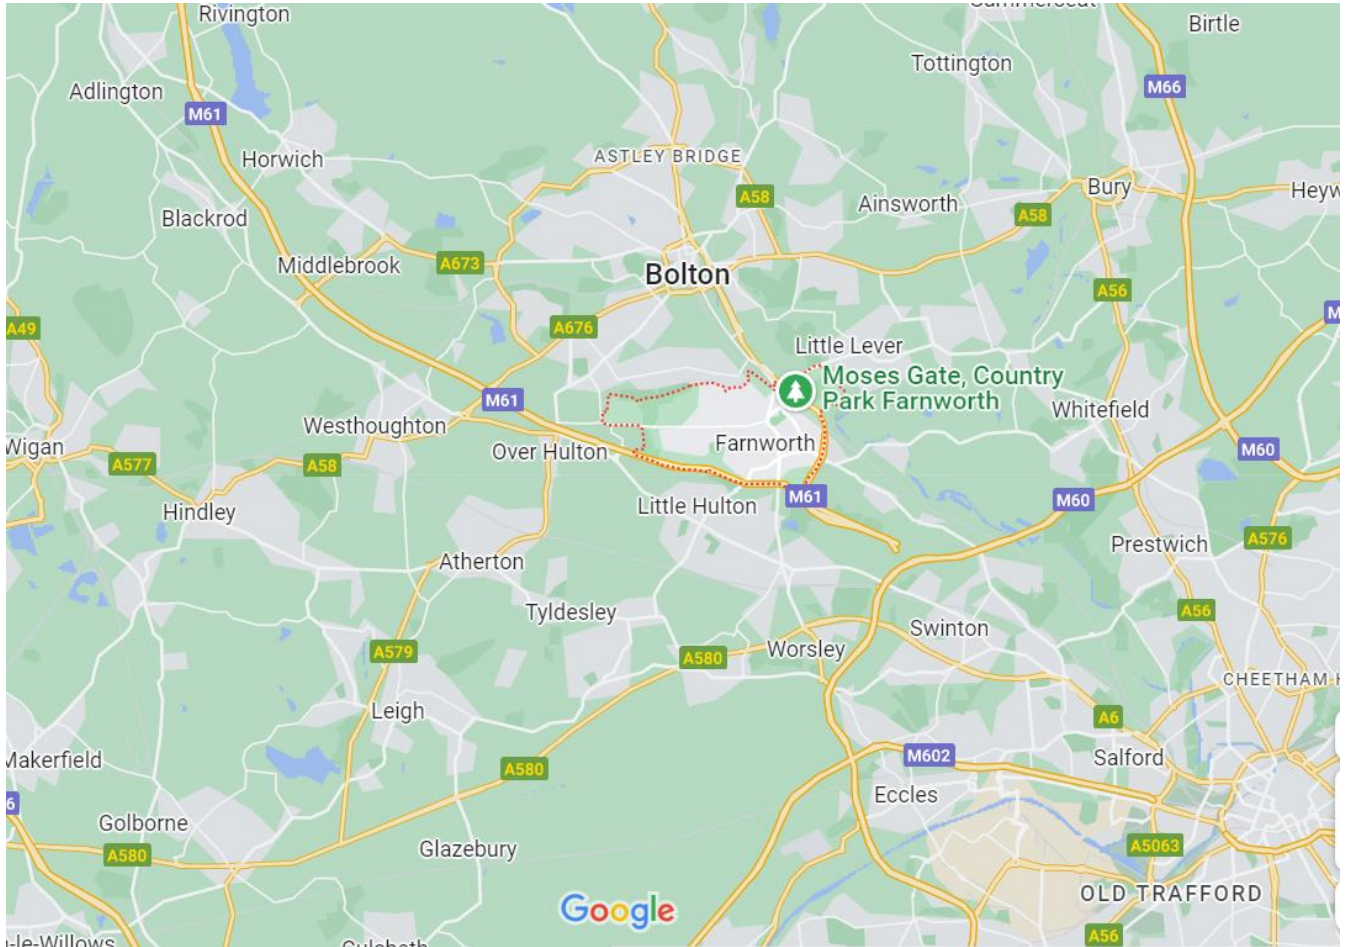 Rivington
Birtle
Tottington
Adlington
M66
M61
Horwich
ASTLEY BRIDGE
Bury
A58
Ainsworth
A58
Blackrod
Middlebrook
A673
Bolton
A56
A49
A676
Little Lever
Moses Gate, Country
Park Farnworth
M61
Whitefield
Westhoughton
Farnworth
Wigan
Over Hulton
M60
A577
A58
M61
M60
Hindley
Little Hulton
Prestwich
A576
Atherton
Tyldesley
A56
Swinton
A579
A580
Worsley
CHEETHAM H
Leigh
A6
Makerfield
M602
Salford
A580
Eccles
6
Golborne
A580
Glazebury
A5063
OLD TRAFFORD
Google
A56
-le-Willows